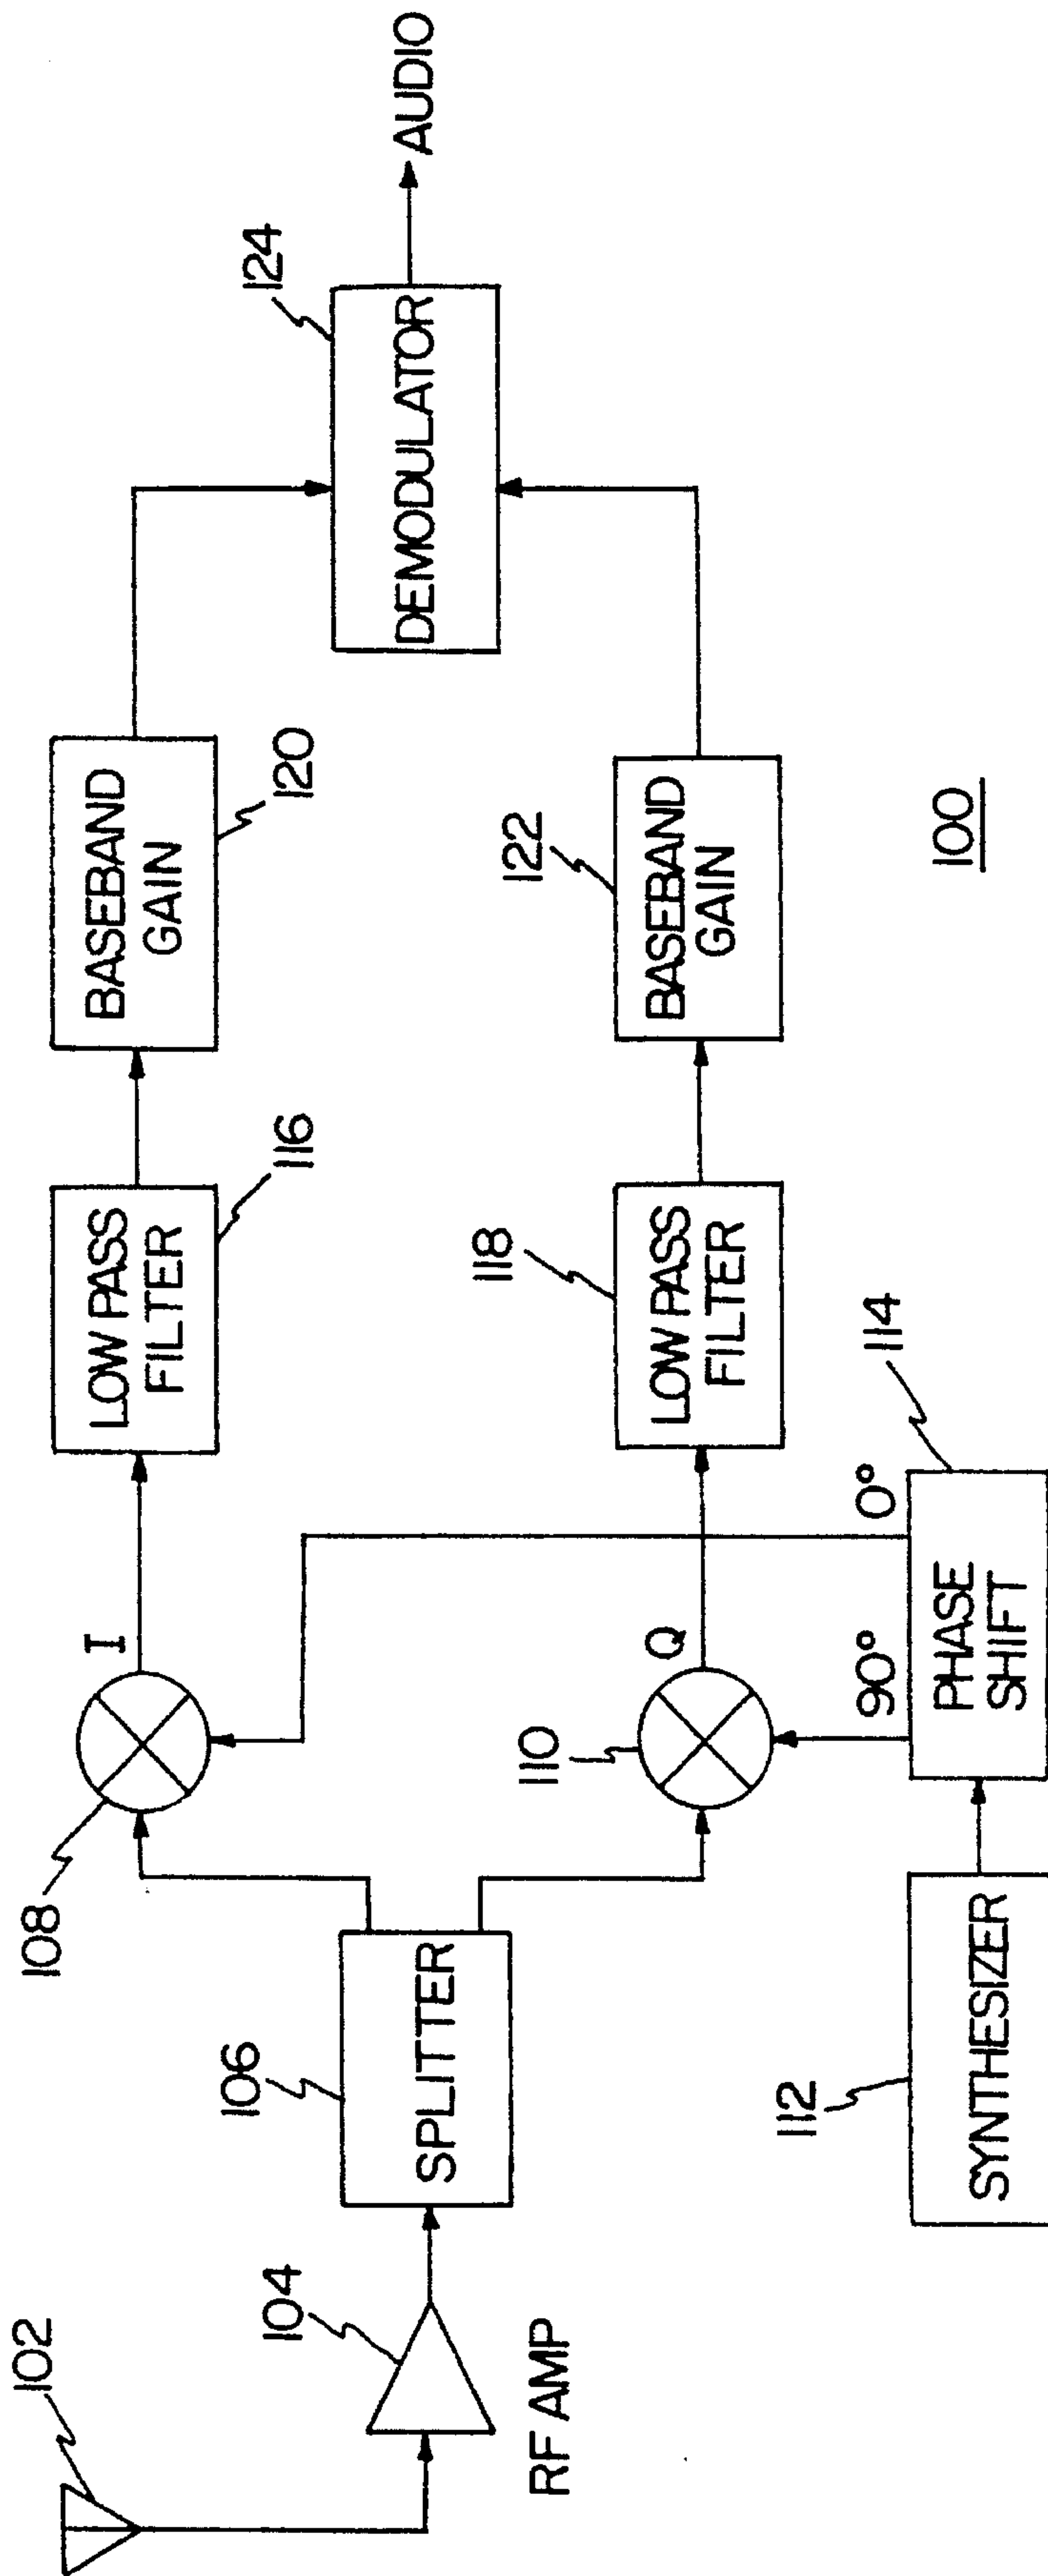 102
104
RF AMP
106
SPLITTER
108
I
110
Q
112
SYNTHESIZER
114
PHASE
SHIFT
90°
0°
LOW PASS
FILTER
116
LOW PASS
FILTER
118
BASEBAND
GAIN
120
BASEBAND
GAIN
122
DEMODULATOR
124
AUDIO
100